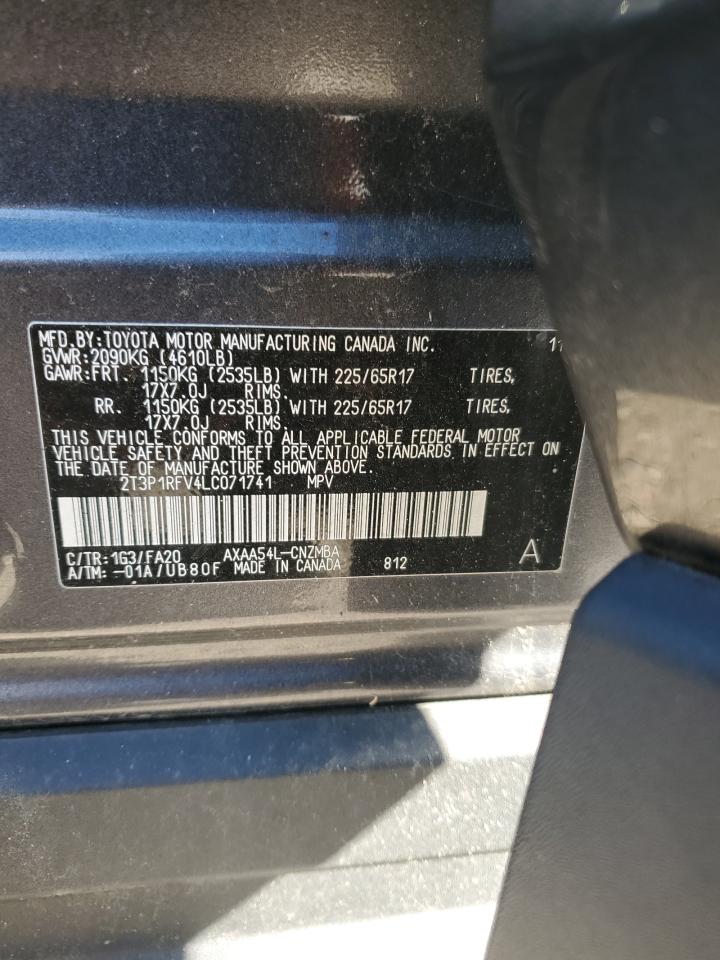 MFD.BY:TOYOTA MOTOR MANUFACTURING CANADA INC. 11
GVWR:2090KG (4610LB)
GAWR:FRT. 1150KG (2535LB) WITH 225/65R17 TIRES,
17X7.0J RIMS.
RR. 1150KG (2535LB) WITH 225/65R17 TIRES,
17X7.0J RIMS.
THIS VEHICLE CONFORMS TO ALL APPLICABLE FEDERAL MOTOR
VEHICLE SAFETY AND THEFT PREVENTION STANDARDS IN EFFECT ON
THE DATE OF MANUFACTURE SHOWN ABOVE.
2T3P1RFV4LC071741 MPV
C/TR:1G3/FA20 AXAA54L-CNZMBA
A/TM:-01A/UB80F MADE IN CANADA 812 A